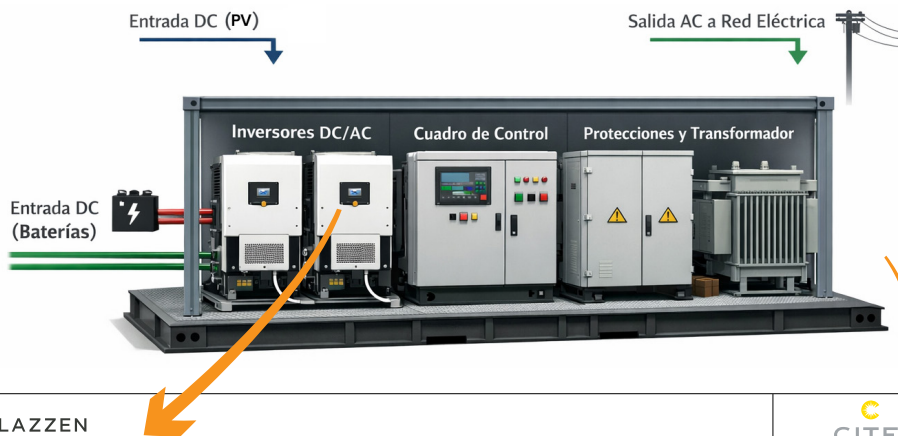 Entrada DC (PV)
Salida AC a Red Eléctrica
Inversores DC/AC
Cuadro de Control
Protecciones y Transformador
Entrada DC
(Baterías)
LAZZEN
C
CITE